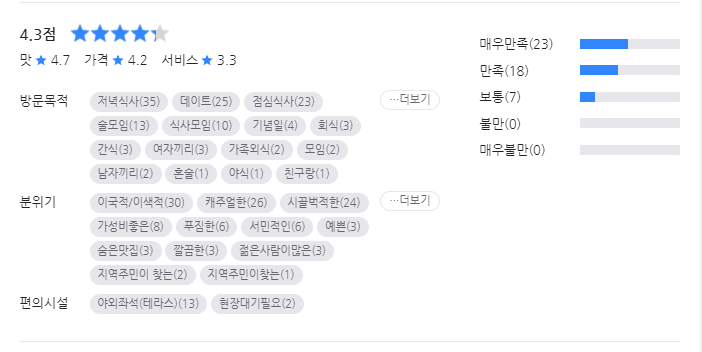 4.3점
맛 4.7 가격 4.2 서비스 3.3
매우만족(23)
만족(18)
보통(7)
불만(0)
매우불만(0)
방문목적 저녁식사(35) 데이트(25) 점심식사(23) ···더보기
술모임(13) 식사모임(10) 기념일(4) 회식(3)
간식(3) 여자끼리(3) 가족외식(2) 모임(2)
남자끼리(2) 혼술(1) 야식(1) 친구랑(1)
분위기 이국적/이색적(30) 캐주얼한(26) 시끌벅적한(24) ···더보기
가성비좋은(8) 푸짐한(6) 서민적인(6) 예쁜(3)
숨은맛집(3) 깔끔한(3) 젊은사람이많은(3)
지역주민이 찾는(2) 지역주민이찾는(1)
편의시설 야외좌석(테라스)(13) 현장대기필요(2)